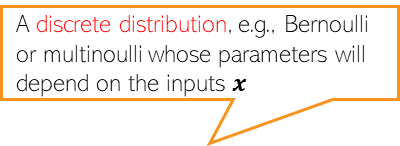 A discrete distribution, e.g., Bernoulli
or multinoulli whose parameters will
depend on the inputs 𝒙